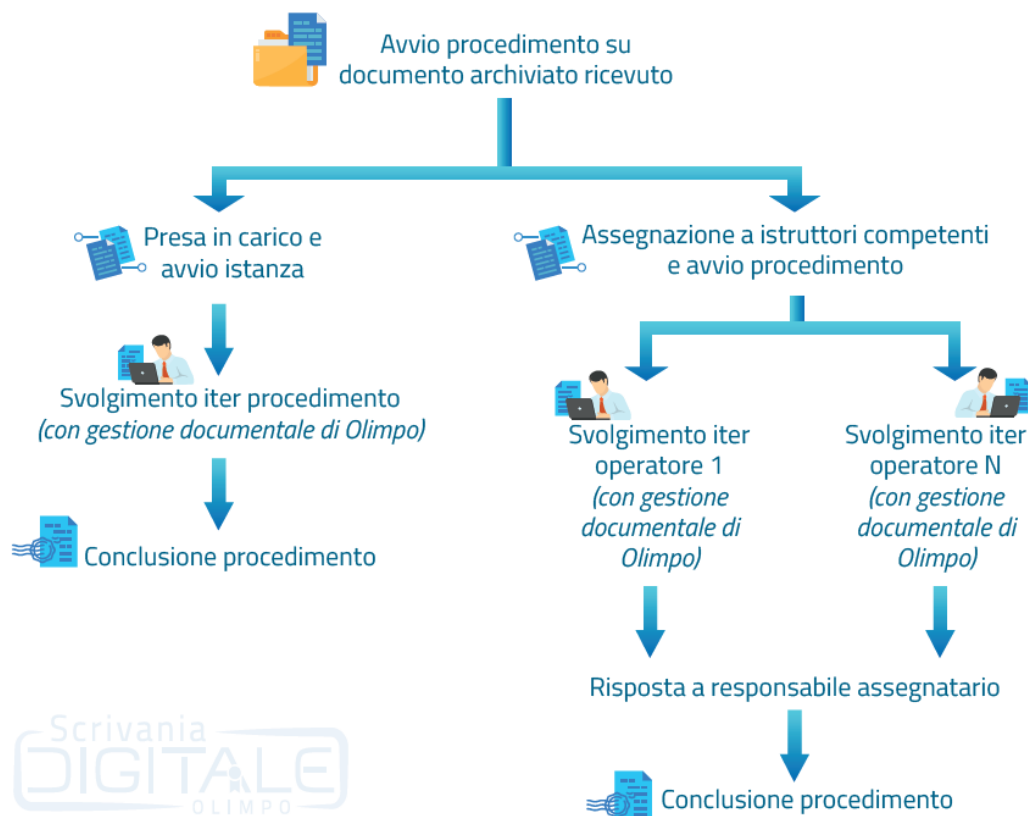 Avvio procedimento su
documento archiviato ricevuto
Presa in carico e
avvio istanza
Svolgimento iter procedimento
(con gestione documentale di Olimpo)
Conclusione procedimento
Assegnazione a istruttori competenti
e avvio procedimento
Svolgimento iter
operatore 1
(con gestione
documentale di
Olimpo)
Svolgimento iter
operatore N
(con gestione
documentale di
Olimpo)
Risposta a responsabile assegnatario
Conclusione procedimento
Scrivania
DIGITALE
OLIMPO